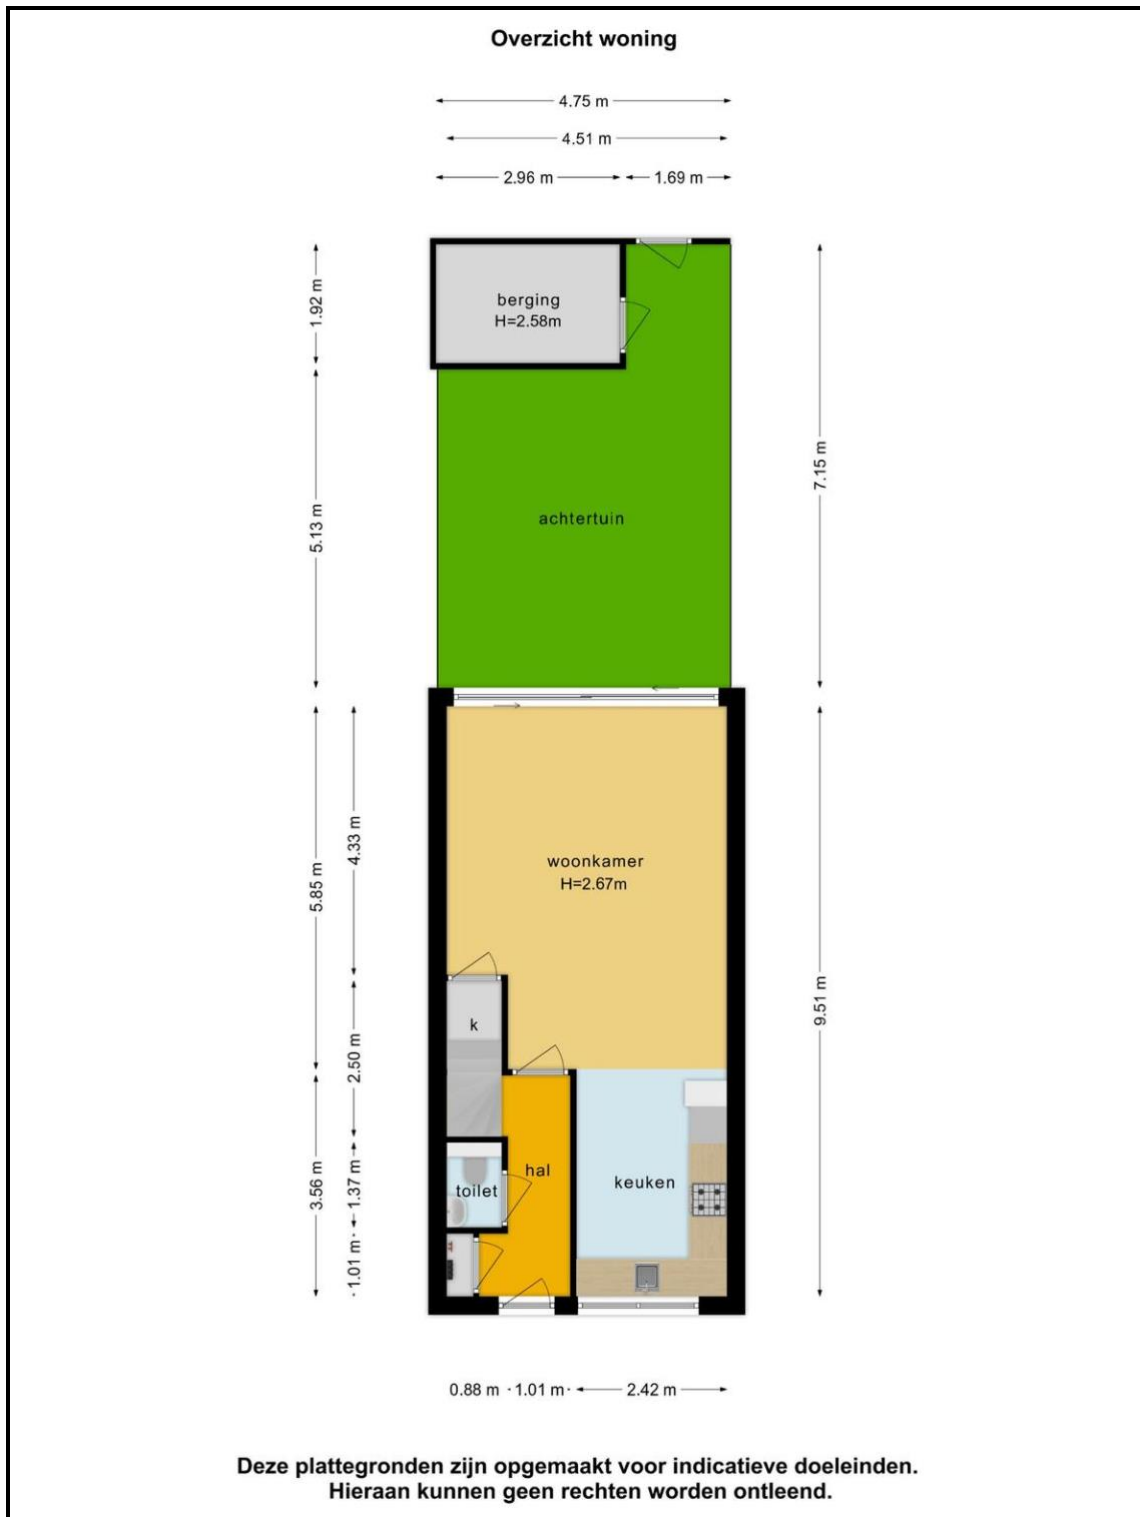 Overzicht woning
4.75 m
4.51 m
2.96 m
1.69 m
1.92 m
berging
H=2.58m
7.15 m
5.13 m
achtertuin
4.33 m
5.85 m
woonkamer
H=2.67m
9.51 m
k
2.50 m
hal
keuken
toilet
3.56 m
1.37 m
1.01 m
0.88 m
1.01 m
2.42 m
Deze plattegronden zijn opgemaakt voor indicatieve doeleinden.
Hieraan kunnen geen rechten worden ontleend.